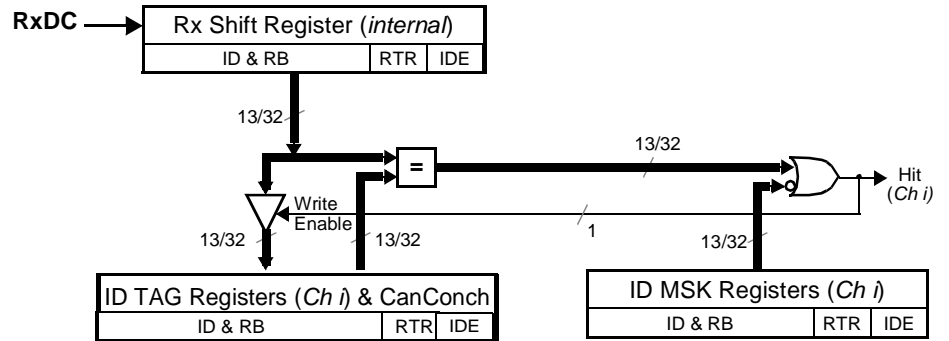 RxDC
Rx Shift Register (internal)
ID & RB RTR IDE
13/32
13/32
=
Hit
(Ch i)
Write
Enable
1
13/32 13/32 13/32
ID TAG Registers (Ch i) & CanConch
ID & RB RTR IDE
ID MSK Registers (Ch i)
ID & RB RTR IDE